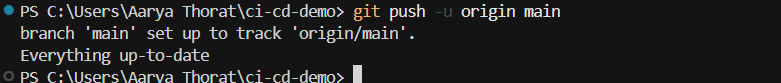 PS C:\Users\Aarya Thorat\ci-cd-demo> git push -u origin main
branch 'main' set up to track 'origin/main'.
Everything up-to-date
PS C:\Users\Aarya Thorat\ci-cd-demo>